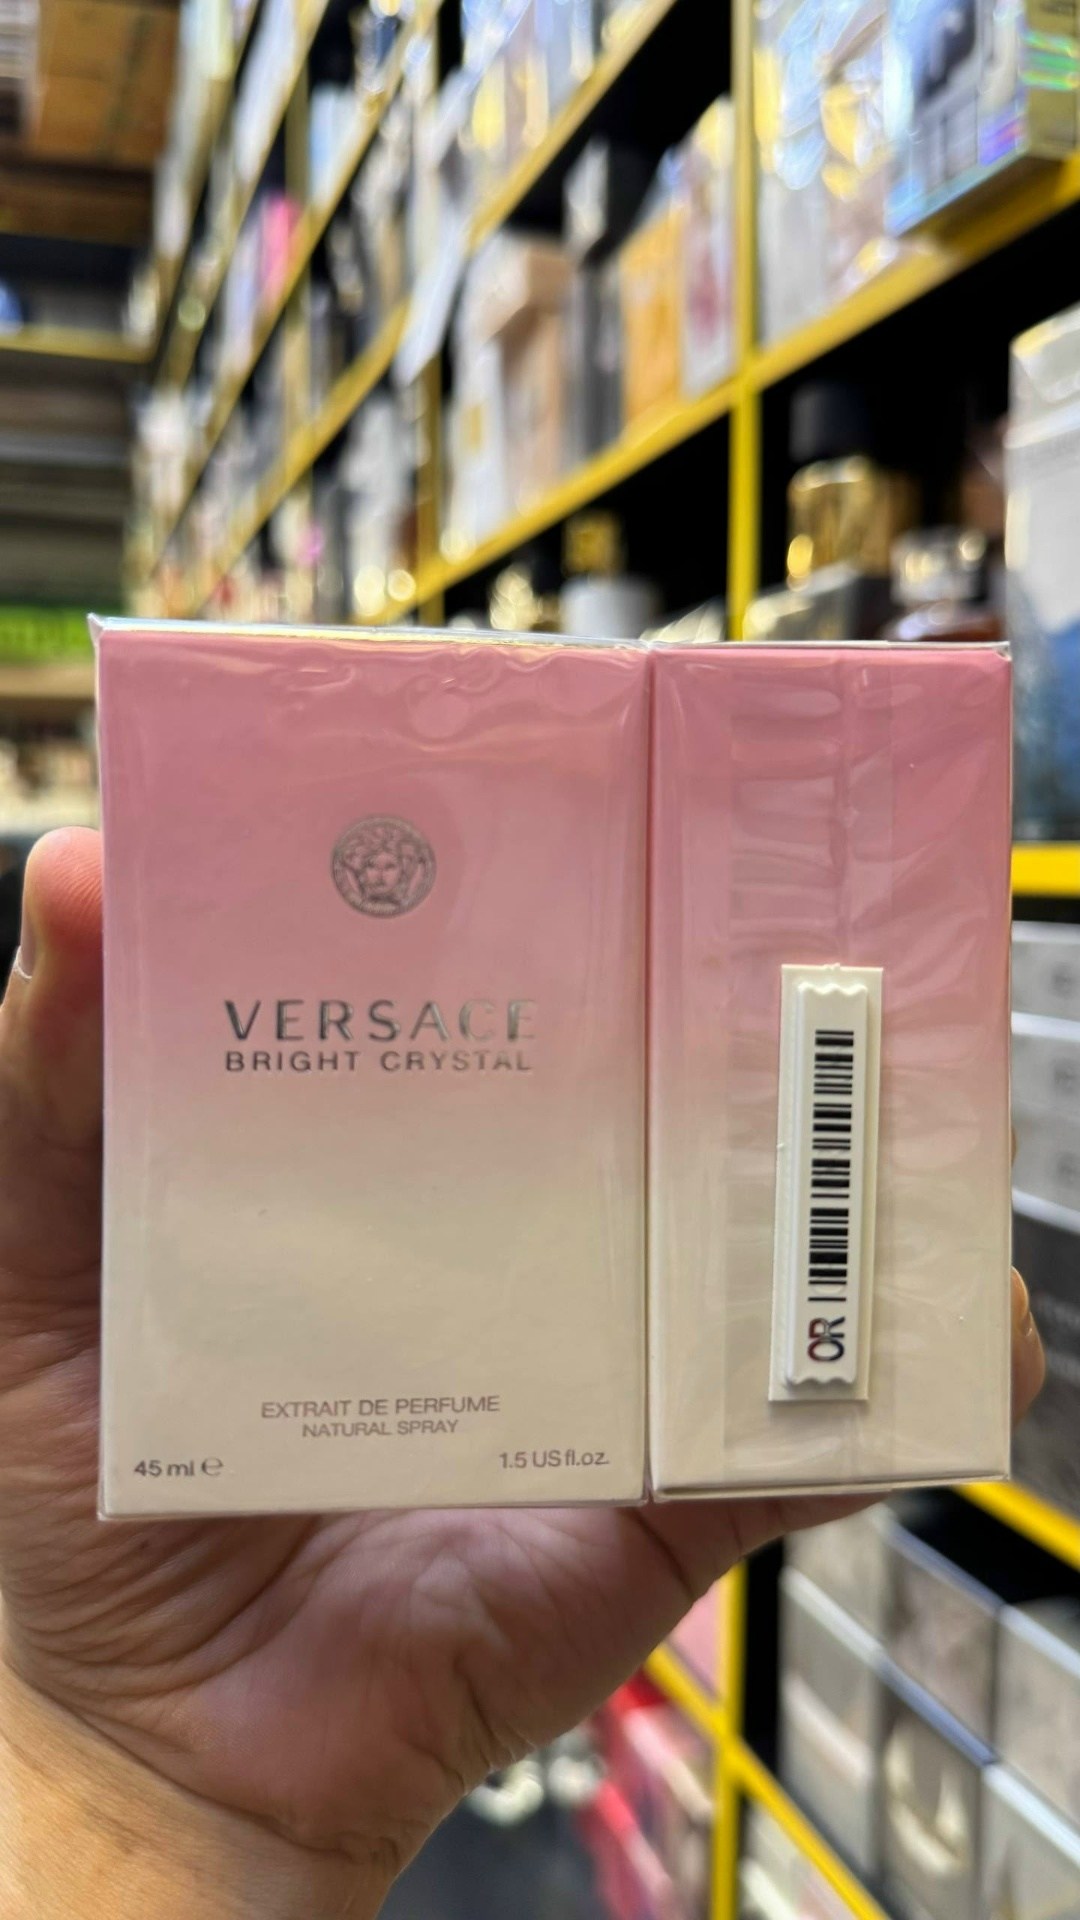 VERSACE
BRIGHT CRYSTAL
EXTRAIT DE PERFUME
NATURAL SPRAY
45 ml e
1.5 US fl.oz.
OR